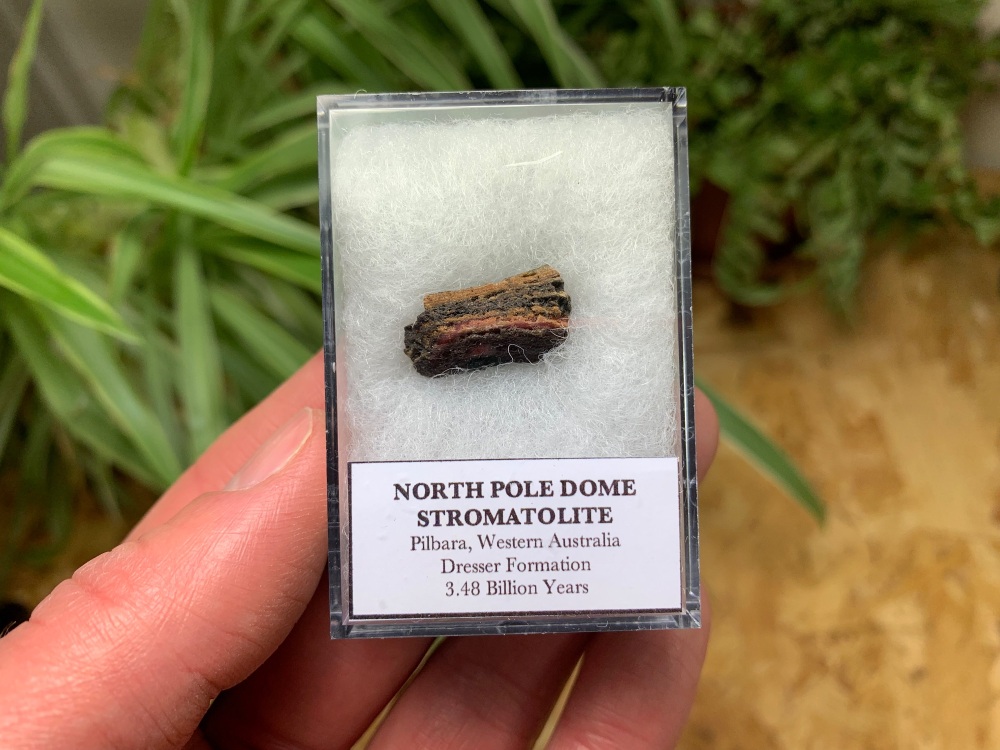 NORTH POLE DOME
STROMATOLITE
Pilbara, Western Australia
Dresser Formation
3.48 Billion Years